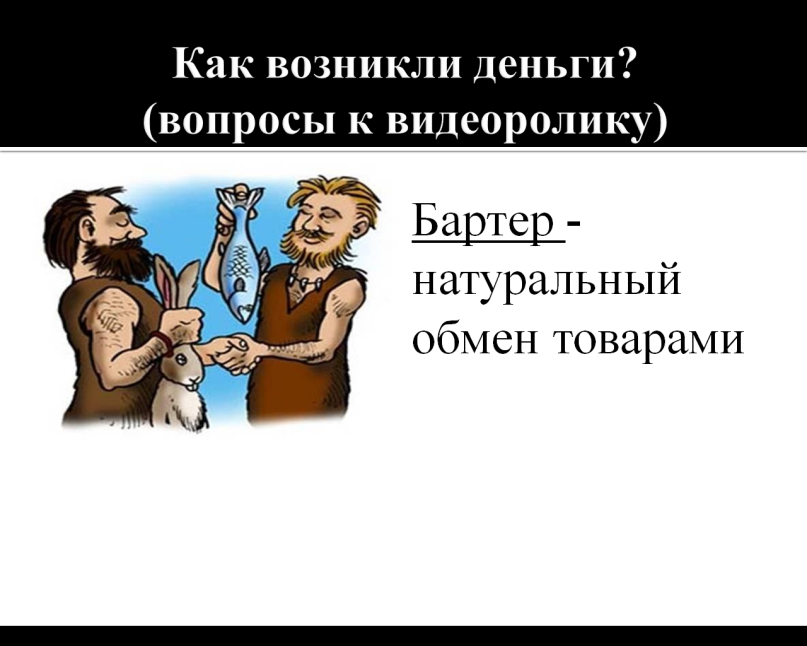 Как возникли деньги?
(вопросы к видеоролику)
Бартер -
натуральный
обмен товарами